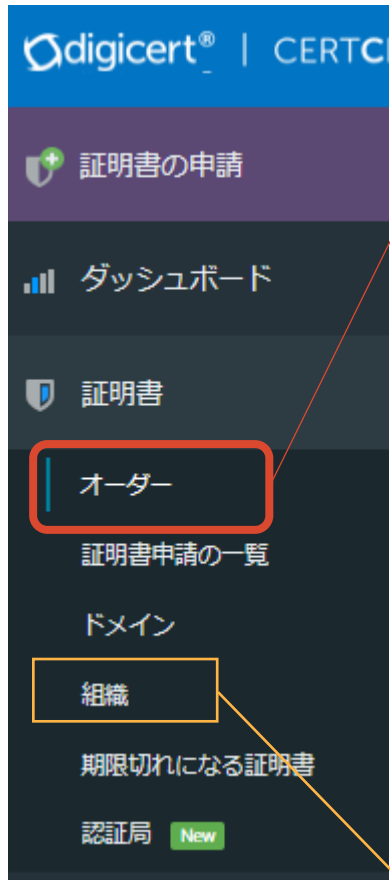 digicert® | CERTC
証明書の申請
ダッシュボード
証明書
オーダー
証明書申請の一覧
ドメイン
組織
期限切れになる証明書
認証局 New